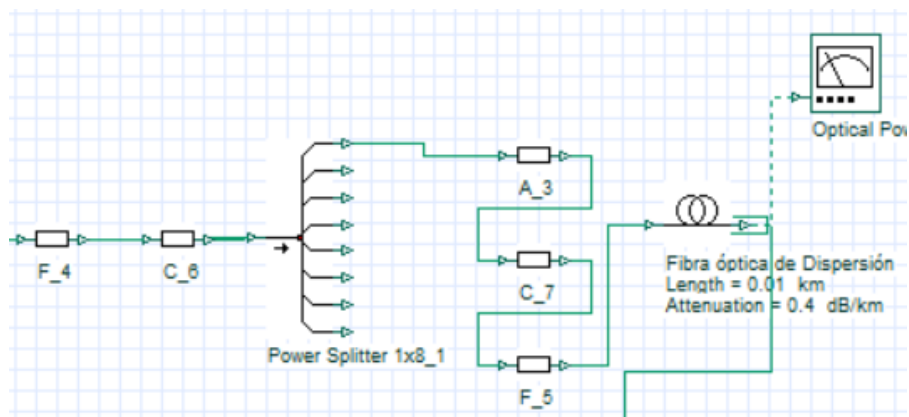 Optical Pow
A_3
F_4
C_6
Fibra óptica de Dispersión
Length = 0.01 km
Attenuation = 0.4 dB/km
C_7
Power Splitter 1x8_1
F_5